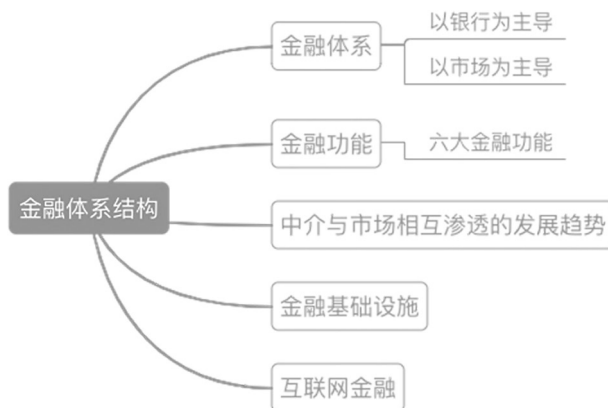 金融体系结构
金融体系
以银行为主导
以市场为主导
金融功能
六大金融功能
中介与市场相互渗透的发展趋势
金融基础设施
互联网金融